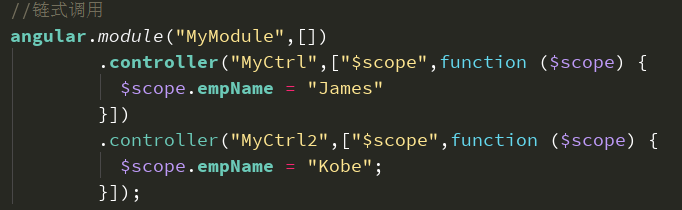 //链式调用
angular.module("MyModule",[])
.controller("MyCtrl",["$scope",function ($scope) {
$scope.empName = "James"
}])
.controller("MyCtrl2",["$scope",function ($scope) {
$scope.empName = "Kobe";
}]);